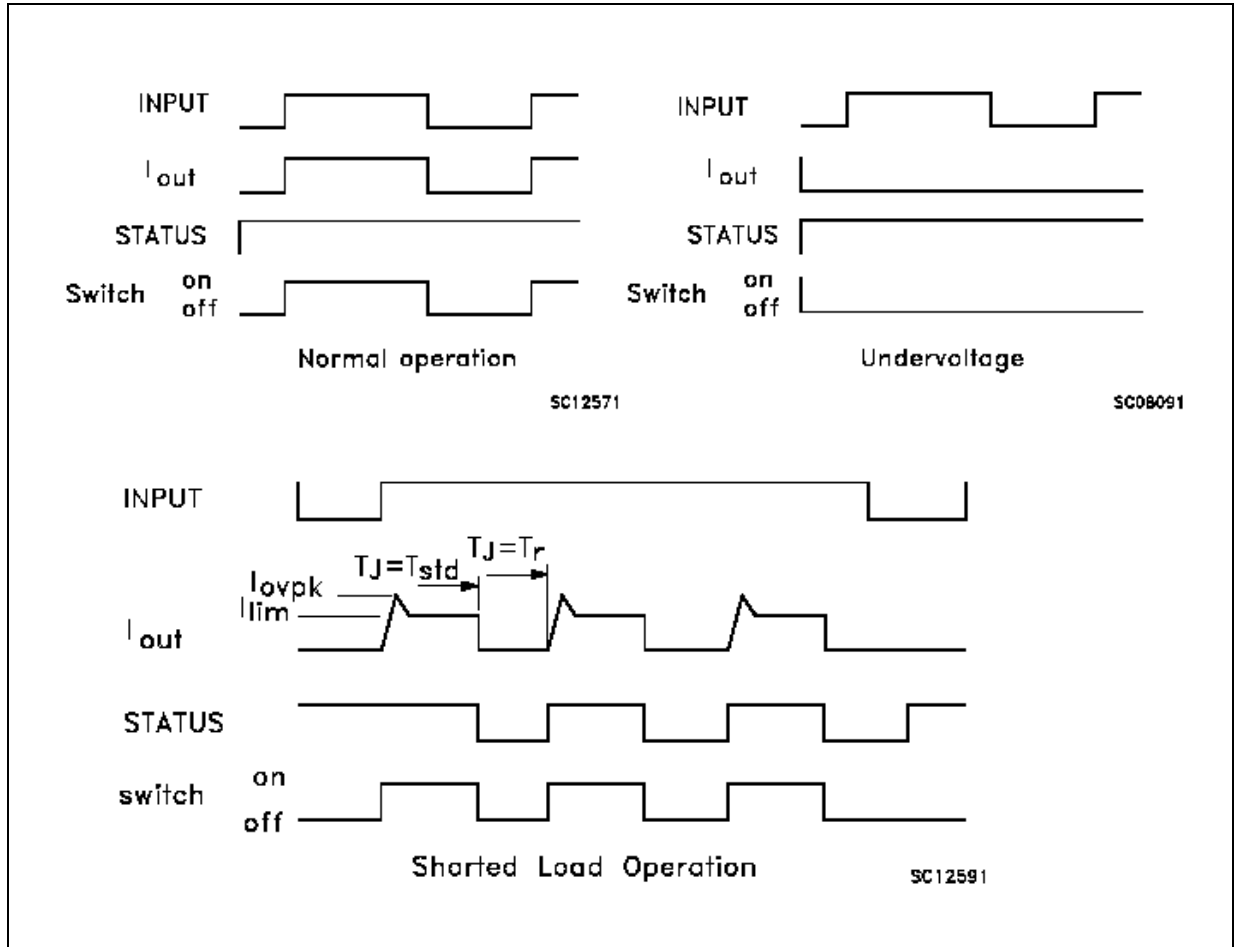 INPUT
I out
STATUS
Switch on
off
Normal operation
SC12571
INPUT
I out
STATUS
Switch on
off
Undervoltage
SC08091
INPUT
TJ=Tstd
TJ=Tr
Iovpk
Ilim
I out
STATUS
switch on
off
Shorted Load Operation
SC12591